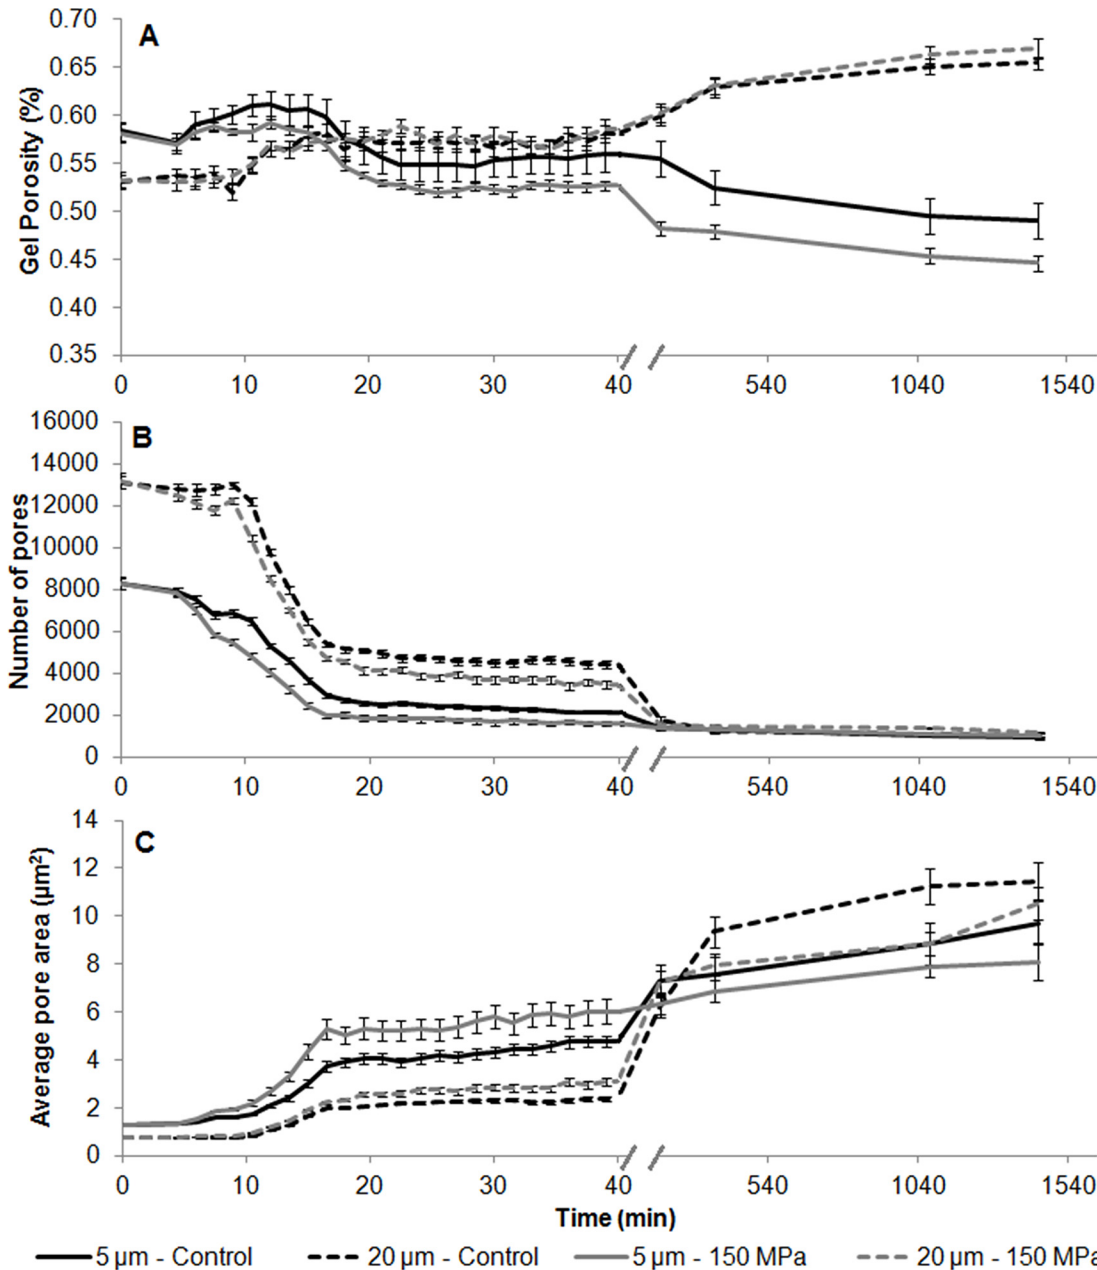 A
Gel Porosity (%)
0.70
0.65
0.60
0.55
0.50
0.45
0.40
0.35
0 10 20 30 40 540 1040 1540
B
Number of pores
16000
14000
12000
10000
8000
6000
4000
2000
0
0 10 20 30 40 540 1040 1540
C
Average pore area (µm²)
14
12
10
8
6
4
2
0
0 10 20 30 40 540 1040 1540
Time (min)
5 µm - Control 20 µm - Control 5 µm - 150 MPa 20 µm - 150 MPa